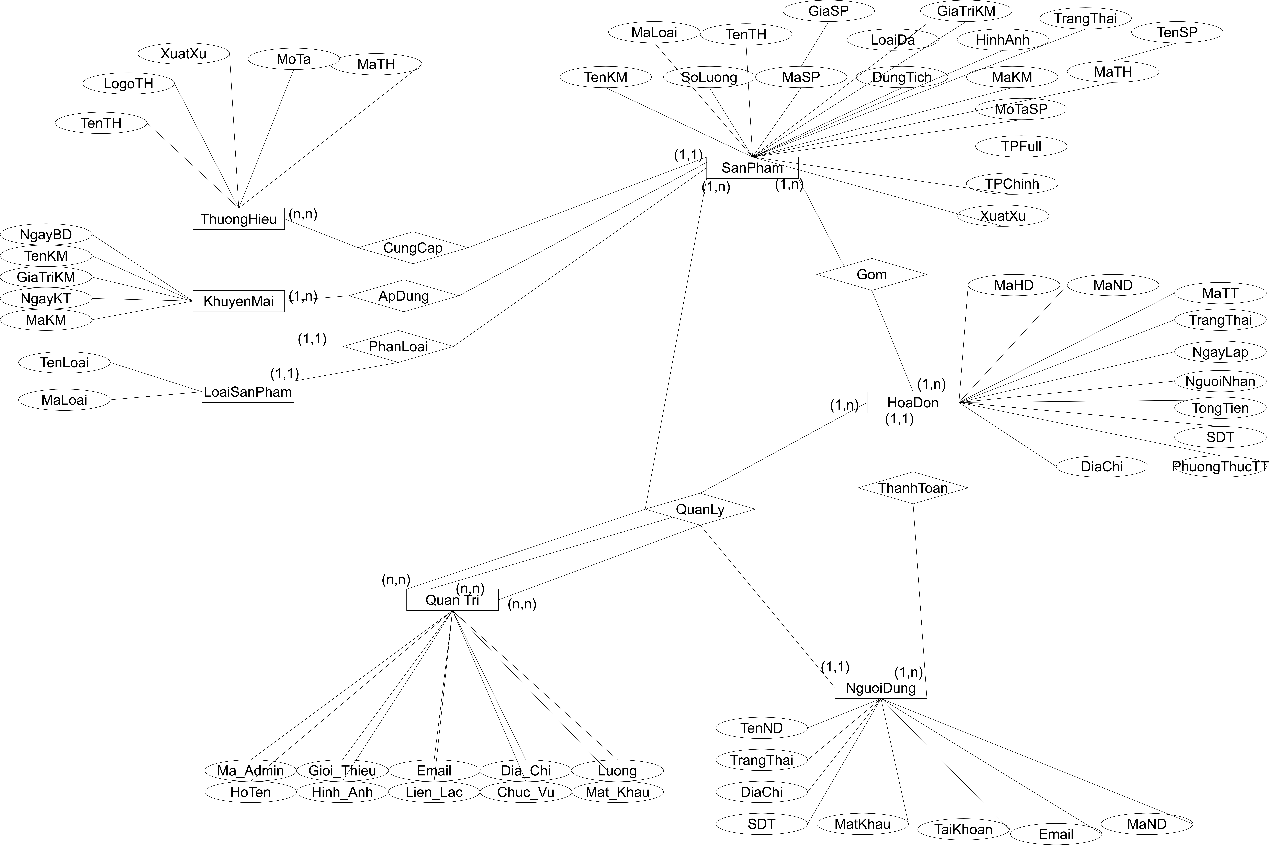 GiaSP
GiaTriKM
TrangThai
MaLoai
TenTH
LoaiDa
HinhAnh
TenSP
XuatXu
MoTa
MaTH
LogoTH
TenKM
SoLuong
MaSP
DungTich
MaKM
MaTH
TenTH
MoTaSP
TPFull
(1,1)
SanPham
(1,n)
(1,n)
TPChinh
XuatXu
ThuongHieu
(n,n)
CungCap
NgayBD
TenKM
GiaTriKM
NgayKT
MaKM
KhuyenMai
(1,n)
ApDung
Gom
MaHD
MaND
MaTT
TrangThai
(1,1)
PhanLoai
NgayLap
TenLoai
(1,1)
LoaiSanPham
MaLoai
(1,n)
NguoiNhan
(1,n)
HoaDon
(1,1)
TongTien
SDT
DiaChi
PhuongThucTT
ThanhToan
QuanLy
(n,n)
(n,n)
Quan Tri
(n,n)
(1,1)
(1,n)
NguoiDung
TenND
TrangThai
DiaChi
SDT
MatKhau
TaiKhoan
Email
MaND
Ma_Admin
Gioi_Thieu
Email
Dia_Chi
Luong
HoTen
Hinh_Anh
Lien_Lac
Chuc_Vu
Mat_Khau